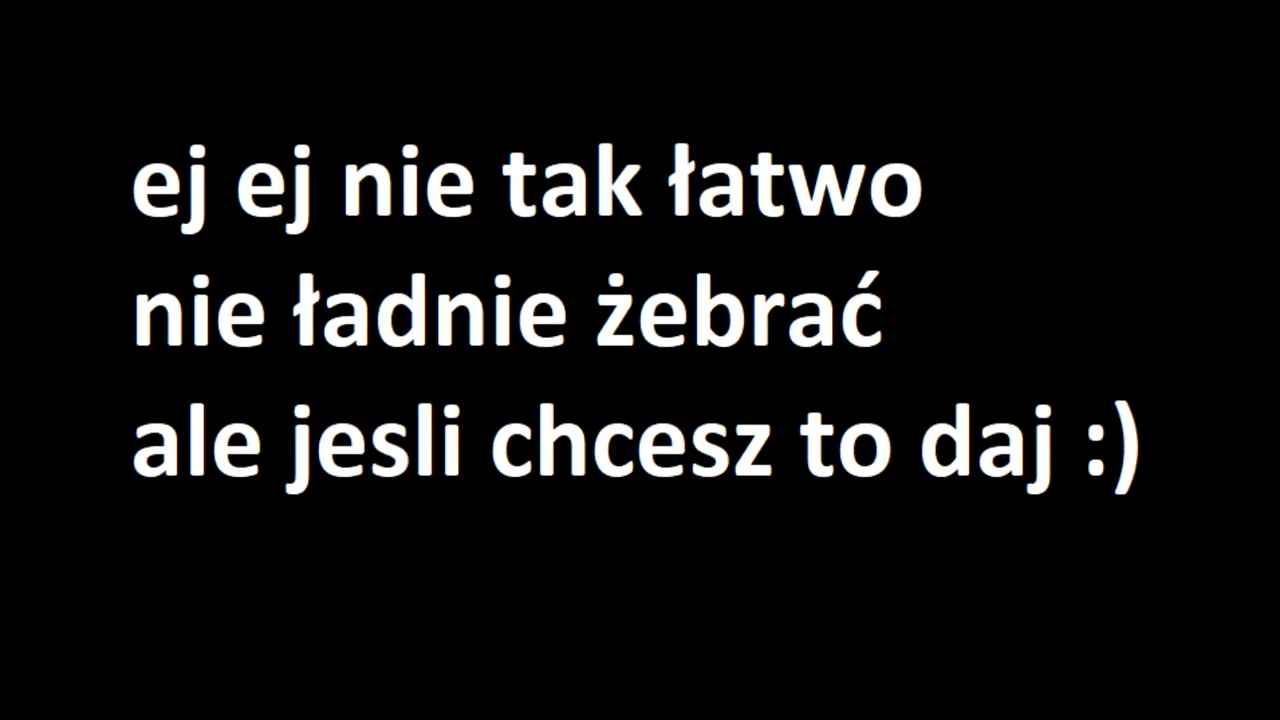 ej ej nie tak łatwo
nie ładnie żebrać
ale jesli chcesz to daj :)